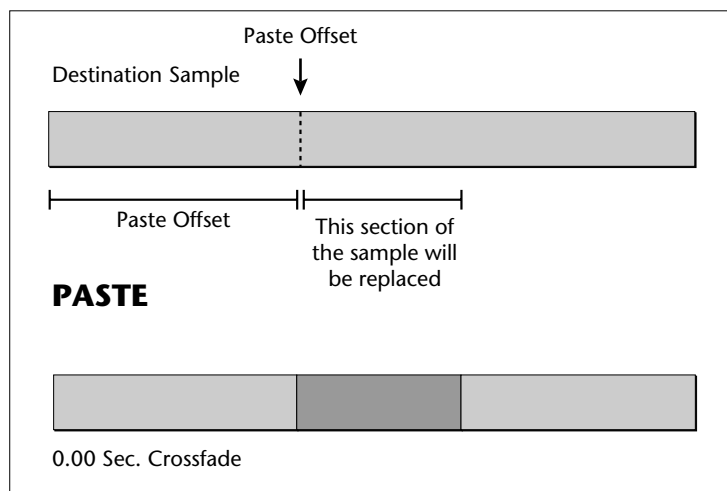 Paste Offset
Destination Sample
Paste Offset
This section of
the sample will
be replaced
PASTE
0.00 Sec. Crossfade